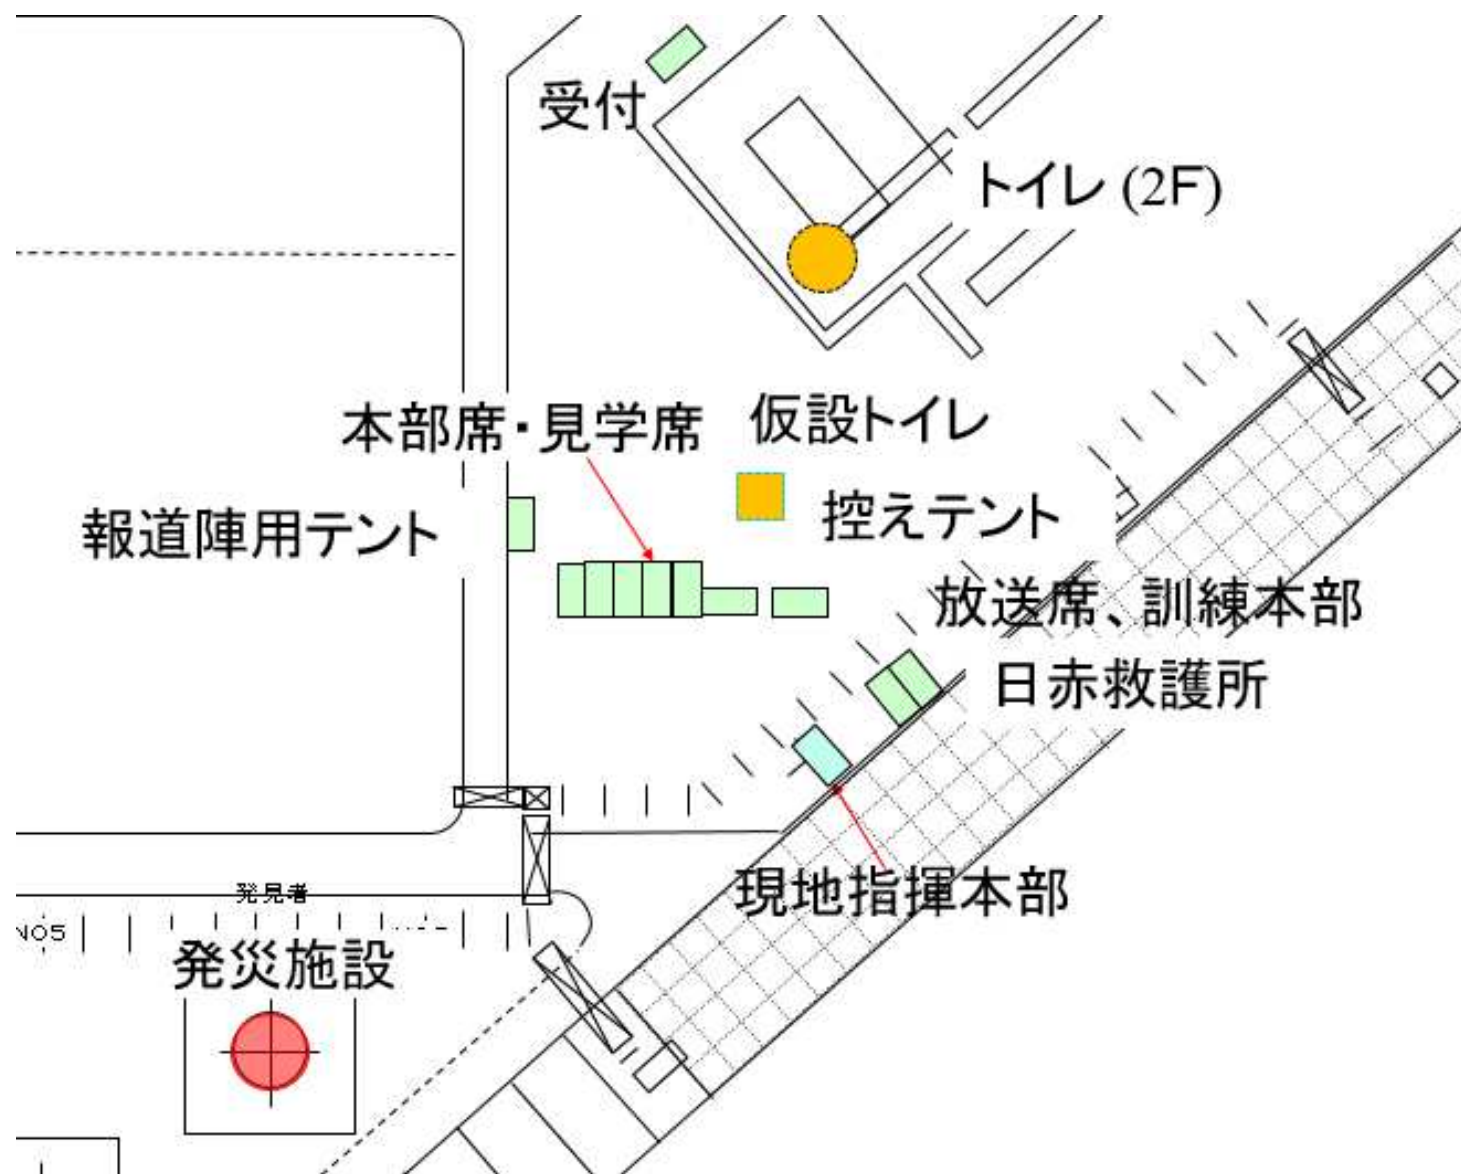 受付
トイレ (2F)
本部席・見学席
仮設トイレ
報道陣用テント
控えテント
放送席、訓練本部
日赤救護所
現地指揮本部
発見者
NO5
発災施設